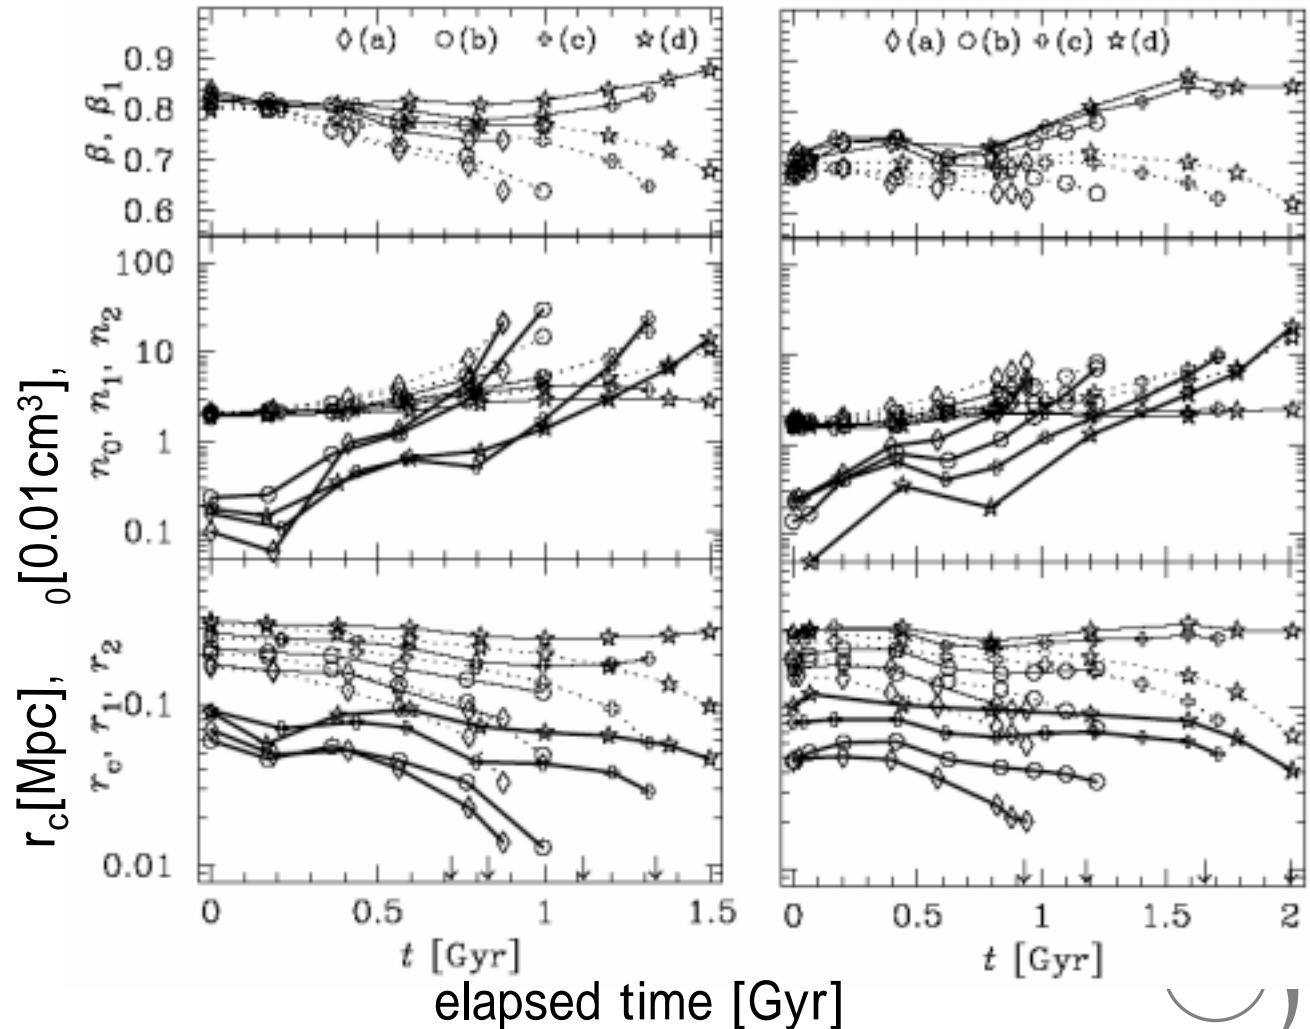 (a) (b) (c) (d)
(a) (b) (c) (d)
β, β1
0.9
0.8
0.7
0.6
n0, n1, n2
100
10
1
0.1
rc, r1, r2
0.1
0.01
rc[Mpc], 0[0.01cm3],
0 0.5 1 1.5
0 0.5 1 1.5 2
t [Gyr]
t [Gyr]
elapsed time [Gyr]